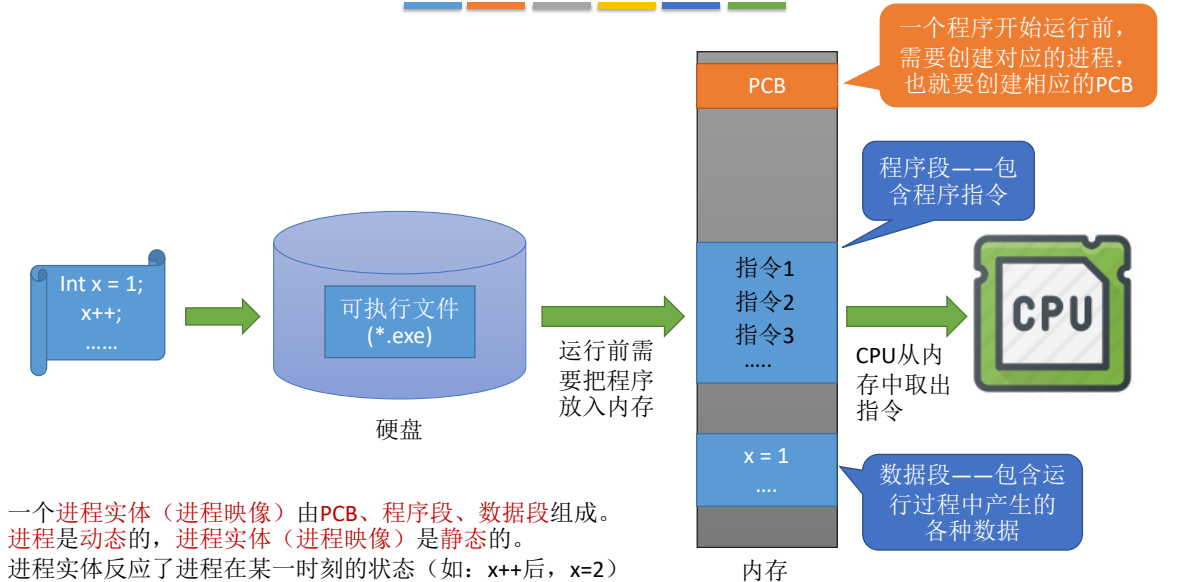 一个程序开始运行前，
需要创建对应的进程，
也就要创建相应的PCB
PCB
程序段——包
含程序指令
Int x = 1;
x++;
……
可执行文件
(*.exe)
硬盘
运行前需
要把程序
放入内存
指令1
指令2
指令3
…..
CPU从内
存中取出
指令
CPU
x = 1
….
数据段——包含运
行过程中产生的
各种数据
内存
一个进程实体（进程映像）由PCB、程序段、数据段组成。
进程是动态的，进程实体（进程映像）是静态的。
进程实体反应了进程在某一时刻的状态（如：x++后，x=2）